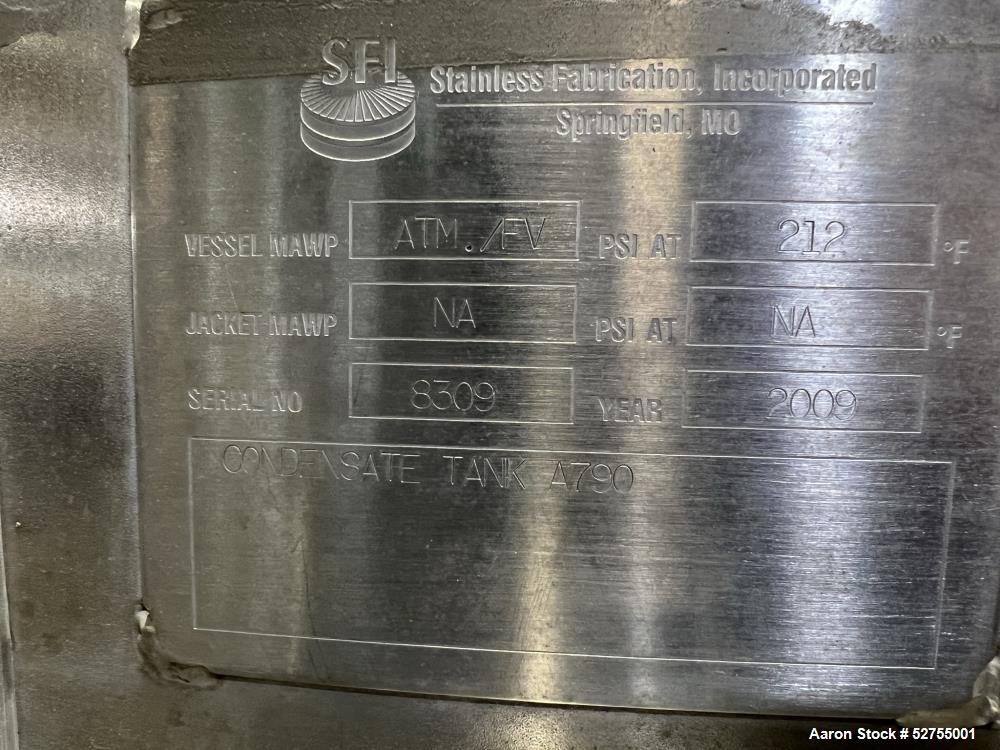 SFI
Stainless Fabrication, Incorporated
Springfield, MO
VESSEL MAWP ATM./FV PSI AT 212 °F
JACKET MAWP NA PSI AT NA °F
SERIAL NO 8309 YEAR 2009
CONDENSATE TANK A790
Aaron Stock # 52755001